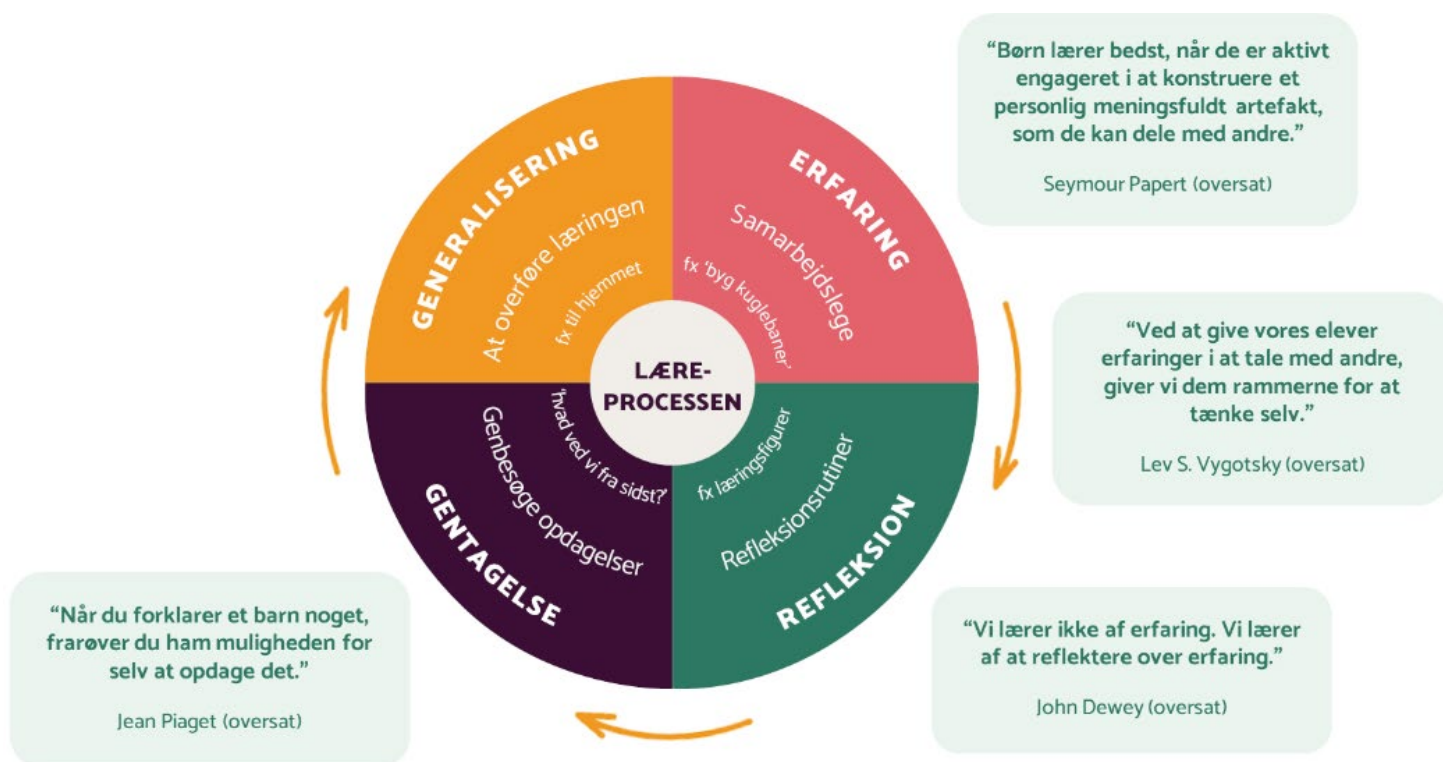 “Børn lærer bedst, når de er aktivt
engageret i at konstruere et
personlig meningsfuldt artefakt,
som de kan dele med andre.”
Seymour Papert (oversat)
GENERALISERING
At overføre læringen
fx til hjemmet
ERFARING
Samarbejdslege
fx ‘byg kuglebaner’
LÆRE-
PROCESSEN
“Ved at give vores elever
erfaringer i at tale med andre,
giver vi dem rammerne for at
tænke selv.”
Lev S. Vygotsky (oversat)
GENTAGELSE
Genbesøge opdagelser
‘hvad ved vi fra sidst?’
REFLEKSION
Refleksionsrutiner
fx læringsfigurer
“Når du forklarer et barn noget,
frarøver du ham muligheden for
selv at opdage det.”
Jean Piaget (oversat)
“Vi lærer ikke af erfaring. Vi lærer
af at reflektere over erfaring.”
John Dewey (oversat)